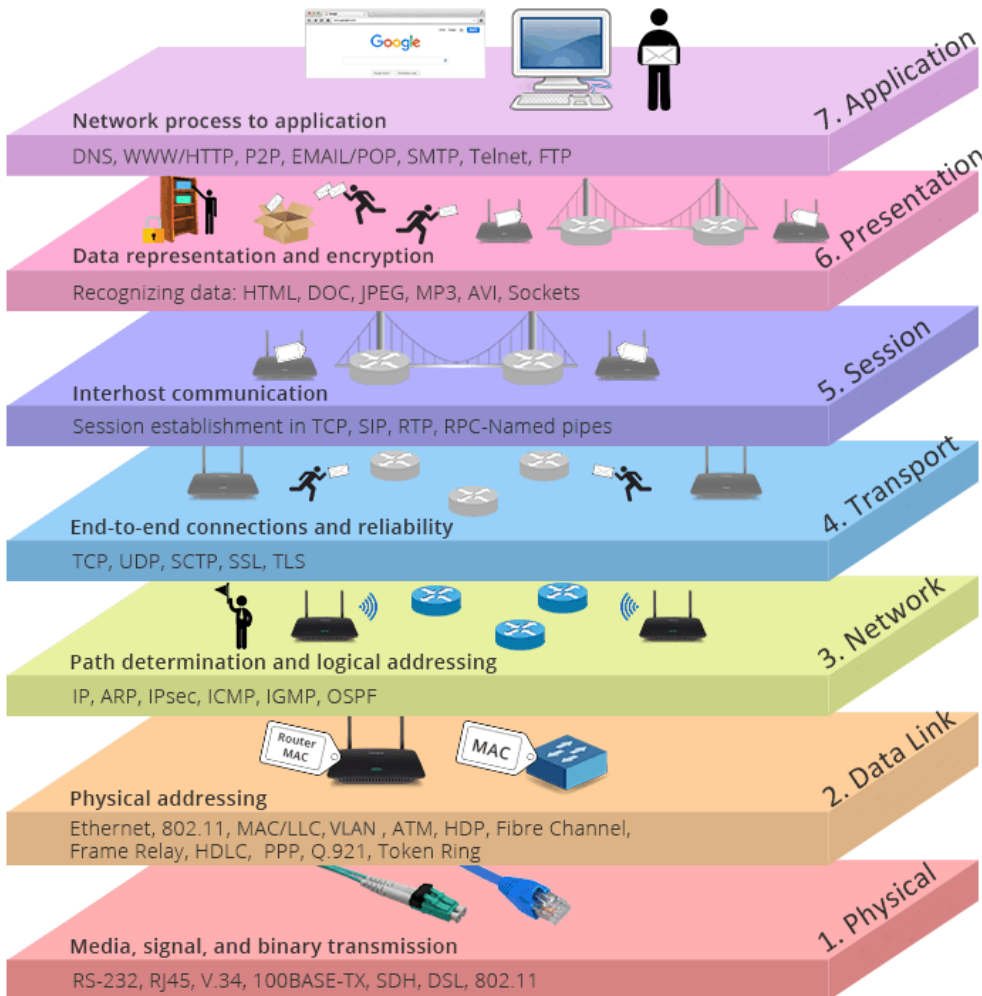 Google
7. Application
Network process to application
DNS, WWW/HTTP, P2P, EMAIL/POP, SMTP, Telnet, FTP
6. Presentation
Data representation and encryption
Recognizing data: HTML, DOC, JPEG, MP3, AVI, Sockets
5. Session
Interhost communication
Session establishment in TCP, SIP, RTP, RPC-Named pipes
4. Transport
End-to-end connections and reliability
TCP, UDP, SCTP, SSL, TLS
3. Network
Path determination and logical addressing
IP, ARP, IPsec, ICMP, IGMP, OSPF
2. Data Link
Router
MAC
MAC
Physical addressing
Ethernet, 802.11, MAC/LLC, VLAN , ATM, HDP, Fibre Channel,
Frame Relay, HDLC, PPP, Q.921, Token Ring
1. Physical
Media, signal, and binary transmission
RS-232, RJ45, V.34, 100BASE-TX, SDH, DSL, 802.11